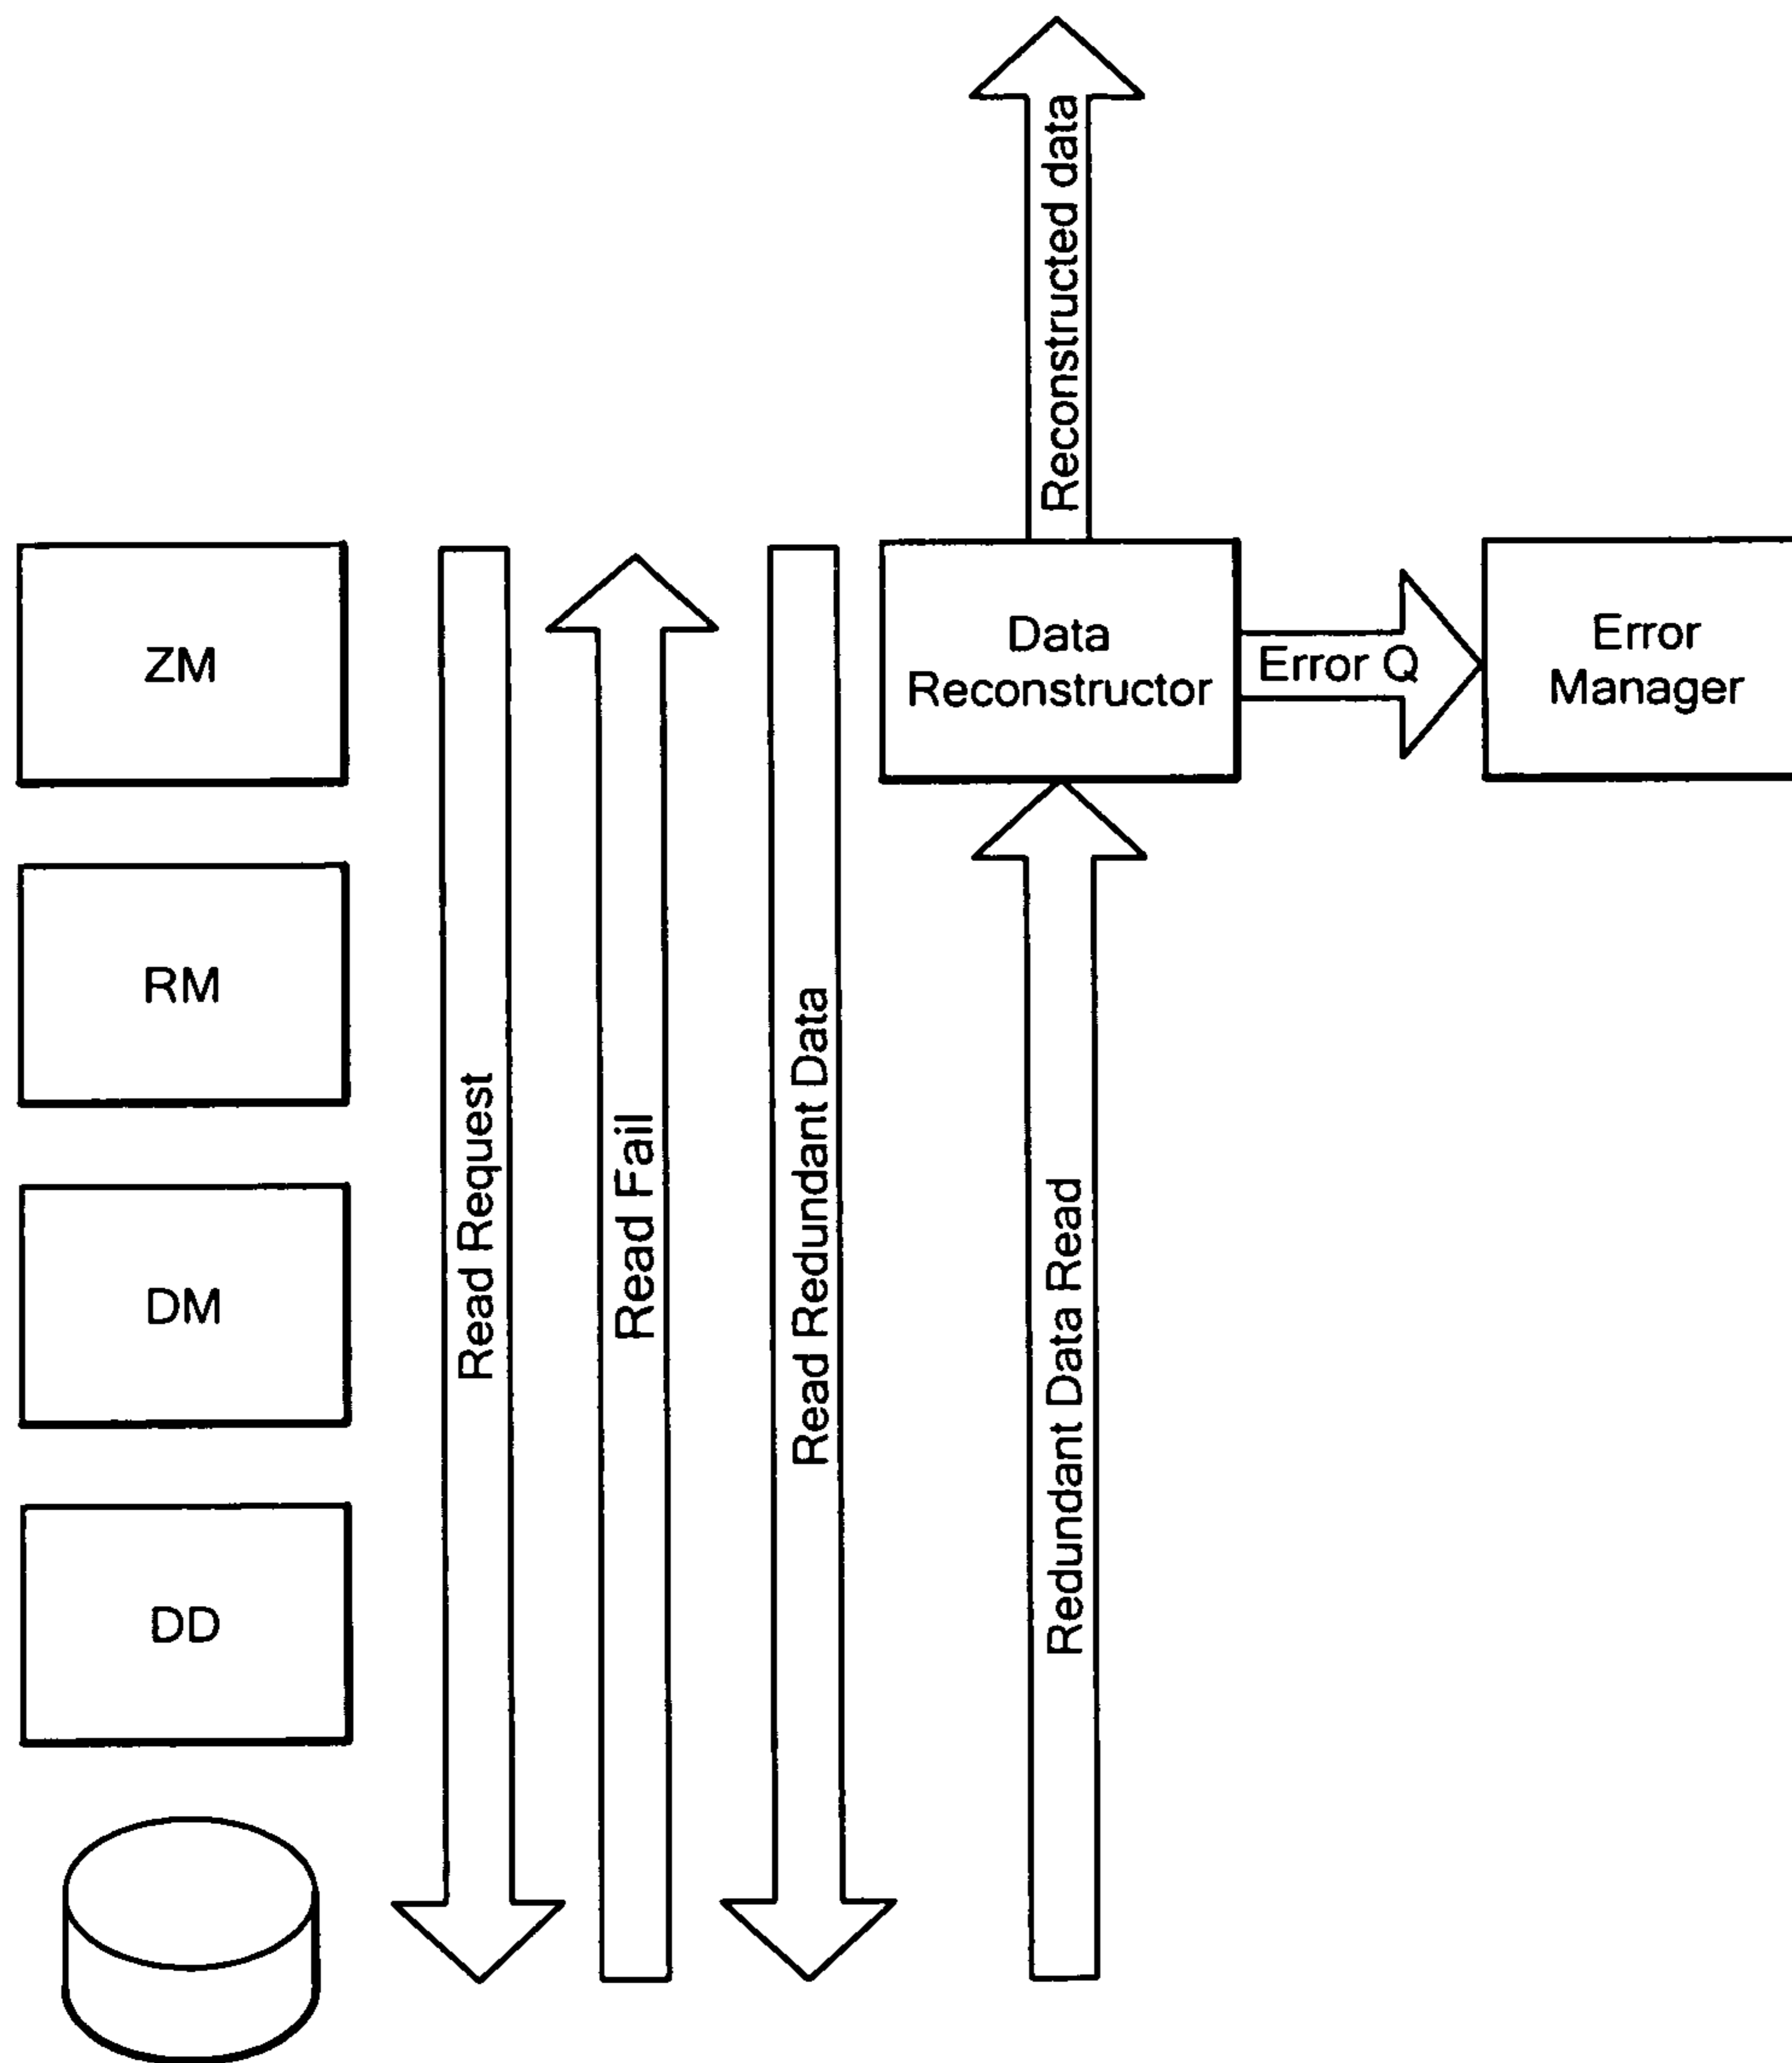 Reconstructed data
ZM
Data
Reconstructor
Error Q
Error
Manager
RM
DM
DD
Read Request
Read Fail
Read Redundant Data
Redundant Data Read